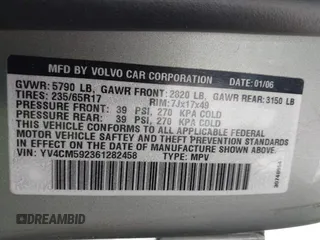 MFD BY VOLVO CAR CORPORATION DATE: 01/06
GVWR: 5790 LB, GAWR FRONT: 2820 LB, GAWR REAR: 3150 LB
TIRES: 235/65R17 RIM: 7Jx17x49
PRESSURE FRONT: 39 PSI, 270 KPA COLD
PRESSURE REAR: 39 PSI, 270 KPA COLD
THIS VEHICLE CONFORMS TO ALL APPLICABLE U.S. FEDERAL
MOTOR VEHICLE SAFETY AND THEFT PREVENTION STANDARDS
IN EFFECT ON THE DATE OF MANUFACTURE SHOWN ABOVE
VIN: YV4CM592361282458 TYPE: MPV
DREAMBID